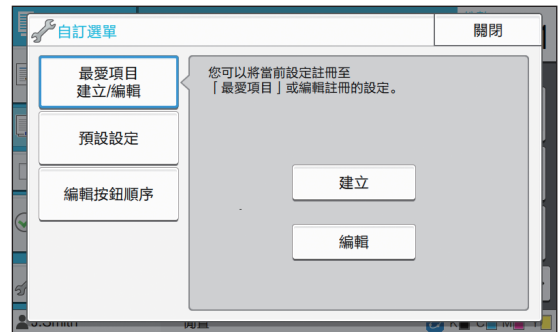 自訂選單
關閉
最愛項目
建立/編輯
您可以將當前設定註冊至
「最愛項目」或編輯註冊的設定。
預設設定
編輯按鈕順序
建立
編輯
J.Smith
K C M Y